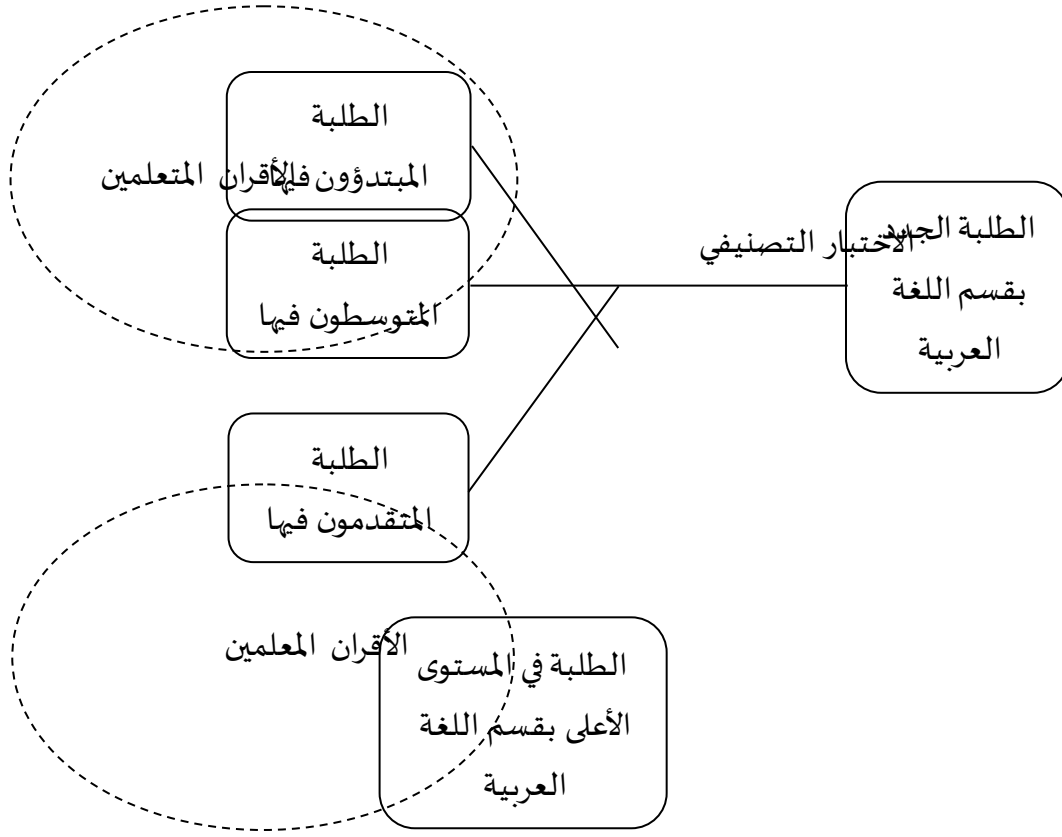 الطلبة
المبتدؤون فيها
الأقران المتعلمين
الطلبة الجديد
بقسم اللغة
العربية
الاختبار التصنيفي
الطلبة
المتوسطون فيها
الطلبة
المتقدمون فيها
الأقران المعلمين
الطلبة في المستوى
الأعلى بقسم اللغة
العربية